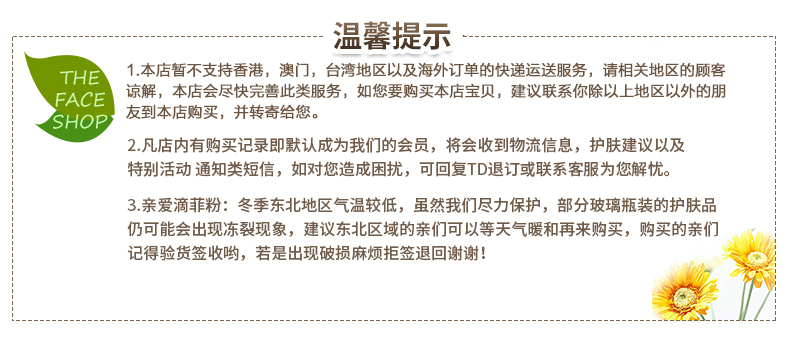 温馨提示
THE
FACE
SHOP
1.本店暂不支持香港，澳门，台湾地区以及海外订单的快递运送服务，请相关地区的顾客
谅解，本店会尽快完善此类服务，如您要购买本店宝贝，建议联系你除以上地区以外的朋
友到本店购买，并转寄给您。
2.凡店内有购买记录即默认成为我们的会员，将会收到物流信息，护肤建议以及
特别活动 通知类短信，如对您造成困扰，可回复TD退订或联系客服为您解忧。
3.亲爱滴菲粉：冬季东北地区气温较低，虽然我们尽力保护，部分玻璃瓶装的护肤品
仍可能会出现冻裂现象，建议东北区域的亲们可以等天气暖和再来购买，购买的亲们
记得验货签收哟，若是出现破损麻烦拒签退回谢谢！